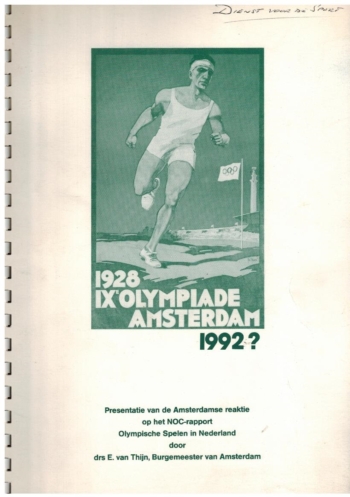 Dienst voor de Sport
1928
IXᵉ OLYMPIADE
AMSTERDAM
1992?
Presentatie van de Amsterdamse reaktie
op het NOC-rapport
Olympische Spelen in Nederland
door
drs E. van Thijn, Burgemeester van Amsterdam